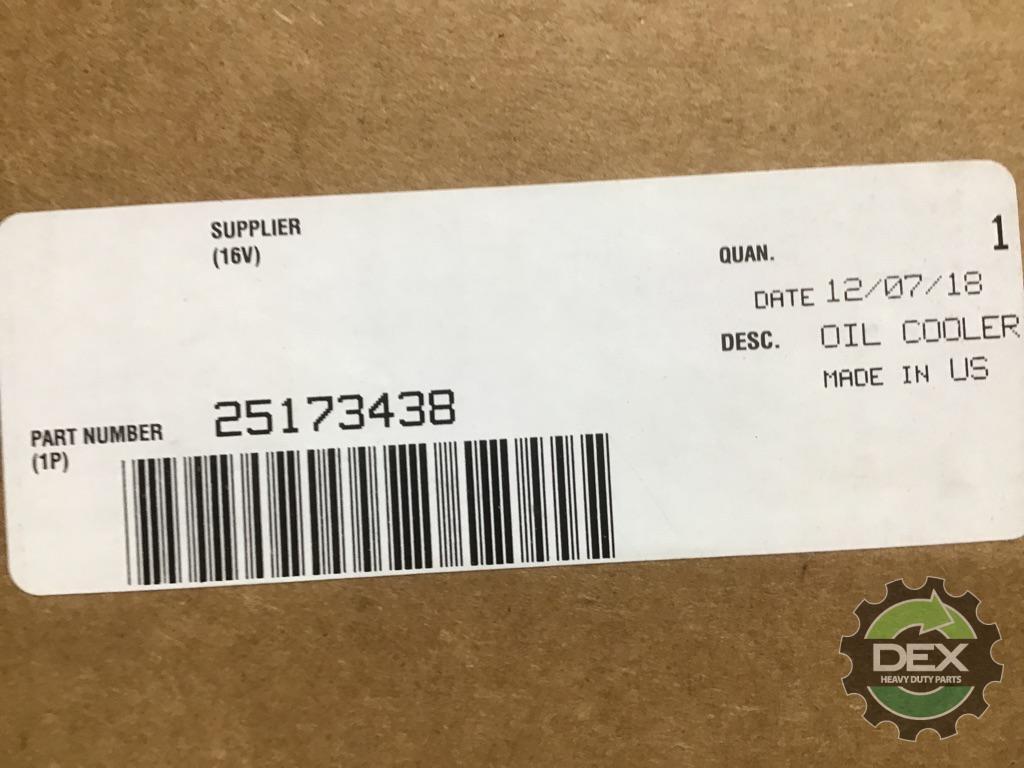 SUPPLIER
(16V)
QUAN. 1
DATE 12/07/18
DESC. OIL COOLER
MADE IN US
PART NUMBER 25173438
(1P)
DEX
HEAVY DUTY PARTS